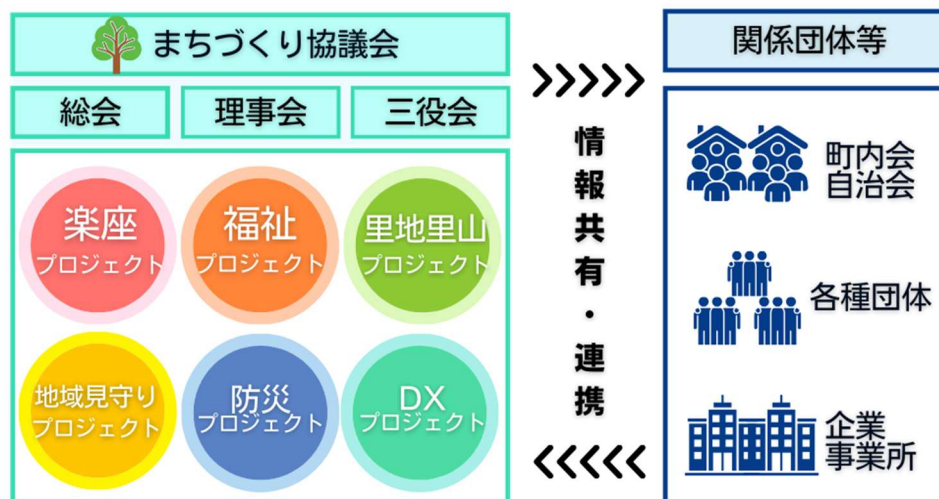 まちづくり協議会
総会
理事会
三役会
楽座
プロジェクト
福祉
プロジェクト
里地里山
プロジェクト
地域見守り
プロジェクト
防災
プロジェクト
DX
プロジェクト
情報共有・連携
関係団体等
町内会
自治会
各種団体
企業
事業所